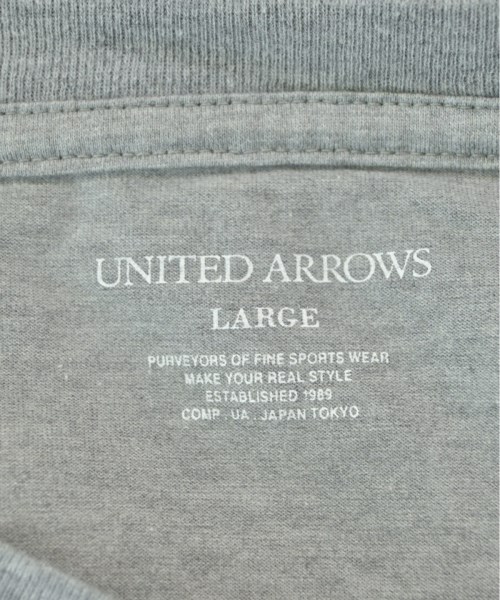 UNITED ARROWS
LARGE
PURVEYORS OF FINE SPORTS WEAR
MAKE YOUR REAL STYLE
ESTABLISHED 1989
COMP . UA . JAPAN TOKYO